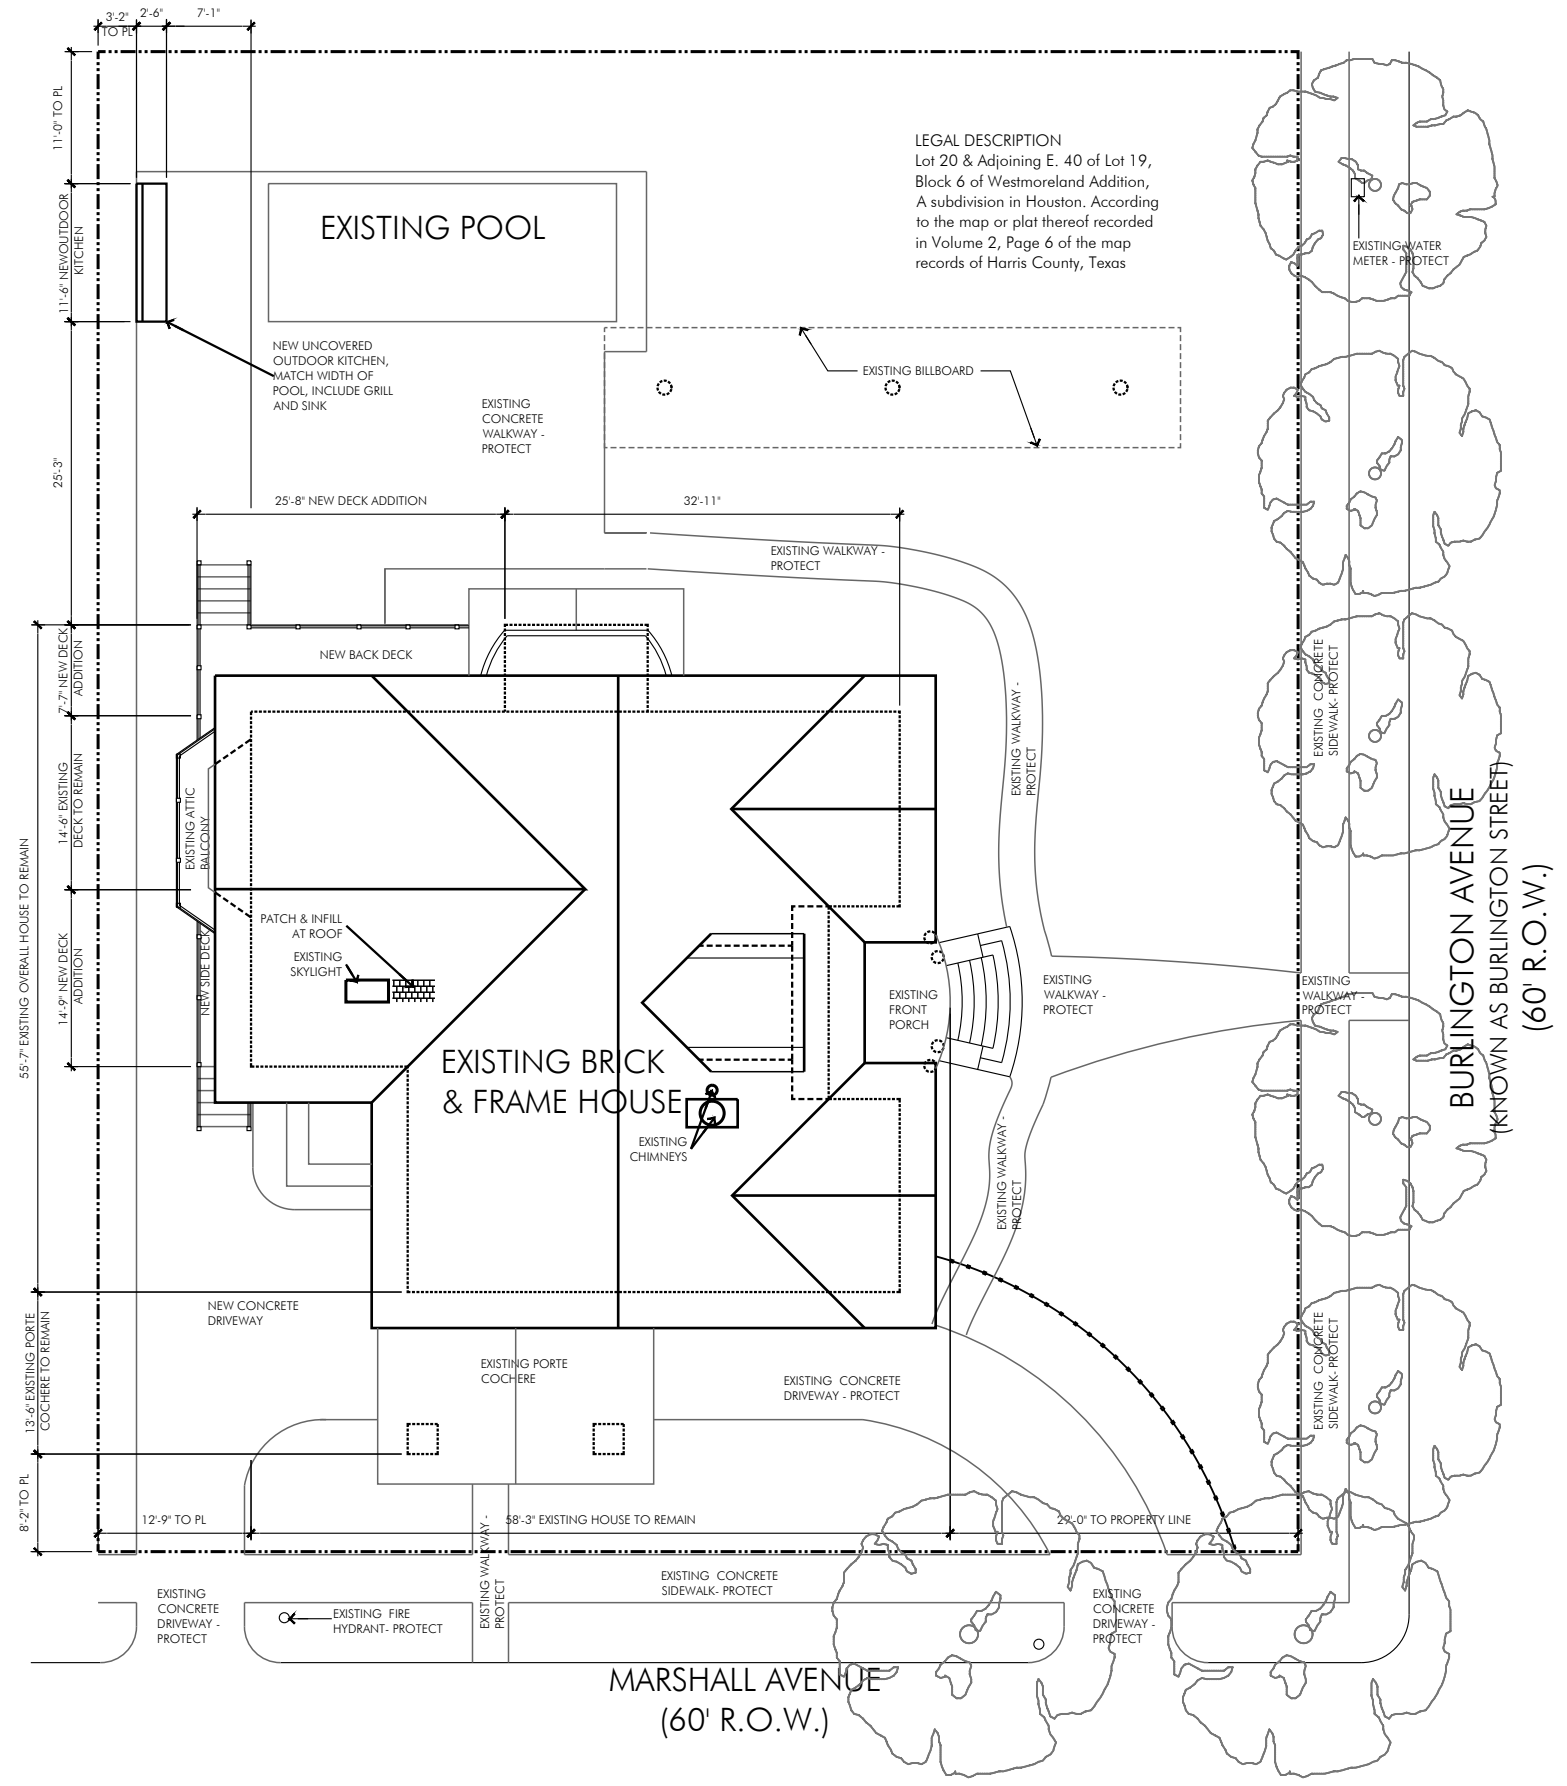 3'-2"
TO PL
2'-6"
7'-1"
11'-0" TO PL
11'-6" NEWOUTDOOR
KITCHEN
EXISTING POOL
LEGAL DESCRIPTION
Lot 20 & Adjoining E. 40 of Lot 19,
Block 6 of Westmoreland Addition,
A subdivision in Houston. According
to the map or plat thereof recorded
in Volume 2, Page 6 of the map
records of Harris County, Texas
EXISTING WATER
METER - PROTECT
NEW UNCOVERED
OUTDOOR KITCHEN,
MATCH WIDTH OF
POOL, INCLUDE GRILL
AND SINK
EXISTING BILLBOARD
EXISTING
CONCRETE
WALKWAY -
PROTECT
25'-3"
25'-8" NEW DECK ADDITION
32'-11"
EXISTING WALKWAY -
PROTECT
NEW BACK DECK
7'-7" NEW DECK
ADDITION
EXISTING WALKWAY -
PROTECT
EXISTING CONCRETE
SIDEWALK- PROTECT
14'-6" EXISTING
DECK TO REMAIN
EXISTING ATTIC
BALCONY
BURLINGTON AVENUE
(KNOWN AS BURLINGTON STREET)
(60' R.O.W.)
55'-7" EXISTING OVERALL HOUSE TO REMAIN
14'-9" NEW DECK
ADDITION
NEW SIDE DECK
PATCH & INFILL
AT ROOF
EXISTING
SKYLIGHT
EXISTING
FRONT
PORCH
EXISTING
WALKWAY -
PROTECT
EXISTING
WALKWAY -
PROTECT
EXISTING BRICK
& FRAME HOUSE
EXISTING
CHIMNEYS
EXISTING WALKWAY -
PROTECT
NEW CONCRETE
DRIVEWAY
13'-6" EXISTING PORTE
COCHERE TO REMAIN
EXISTING PORTE
COCHERE
EXISTING CONCRETE
DRIVEWAY - PROTECT
EXISTING CONCRETE
SIDEWALK- PROTECT
8'-2" TO PL
12'-9" TO PL
58'-3" EXISTING HOUSE TO REMAIN
29'-0" TO PROPERTY LINE
EXISTING WALKWAY -
PROTECT
EXISTING CONCRETE
SIDEWALK- PROTECT
EXISTING
CONCRETE
DRIVEWAY -
PROTECT
EXISTING FIRE
HYDRANT- PROTECT
EXISTING
CONCRETE
DRIVEWAY -
PROTECT
MARSHALL AVENUE
(60' R.O.W.)